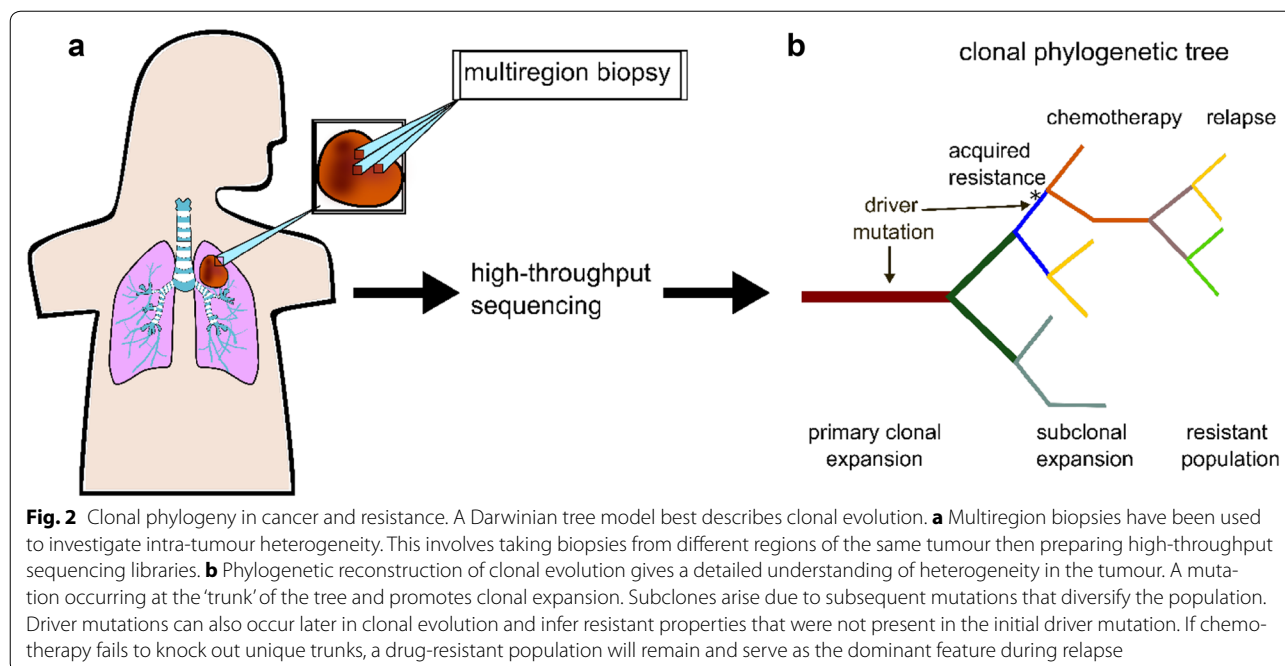 a
multiregion biopsy
high-throughput
sequencing
b
clonal phylogenetic tree
chemotherapy
relapse
acquired
resistance
*
driver
mutation
primary clonal
expansion
subclonal
expansion
resistant
population
Fig. 2 Clonal phylogeny in cancer and resistance. A Darwinian tree model best describes clonal evolution. a Multiregion biopsies have been used
to investigate intra-tumour heterogeneity. This involves taking biopsies from different regions of the same tumour then preparing high-throughput
sequencing libraries. b Phylogenetic reconstruction of clonal evolution gives a detailed understanding of heterogeneity in the tumour. A muta-
tion occurring at the ‘trunk’ of the tree and promotes clonal expansion. Subclones arise due to subsequent mutations that diversify the population.
Driver mutations can also occur later in clonal evolution and infer resistant properties that were not present in the initial driver mutation. If chemo-
therapy fails to knock out unique trunks, a drug-resistant population will remain and serve as the dominant feature during relapse